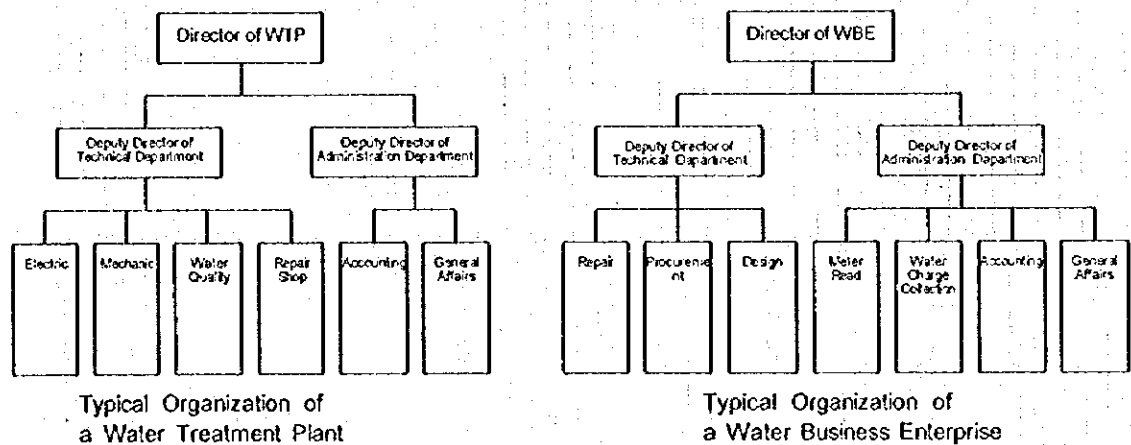 Director of WTP
Deputy Director of
Technical Department
Deputy Director of
Administration Department
Electric
Mechanic
Water
Quality
Repair
Shop
Accounting
General
Affairs
Typical Organization of
a Water Treatment Plant
Director of WBE
Deputy Director of
Technical Department
Deputy Director of
Administration Department
Repair
Procureme
nt
Design
Meter
Read
Water
Charge
Collection
Accounting
General
Affairs
Typical Organization of
a Water Business Enterprise